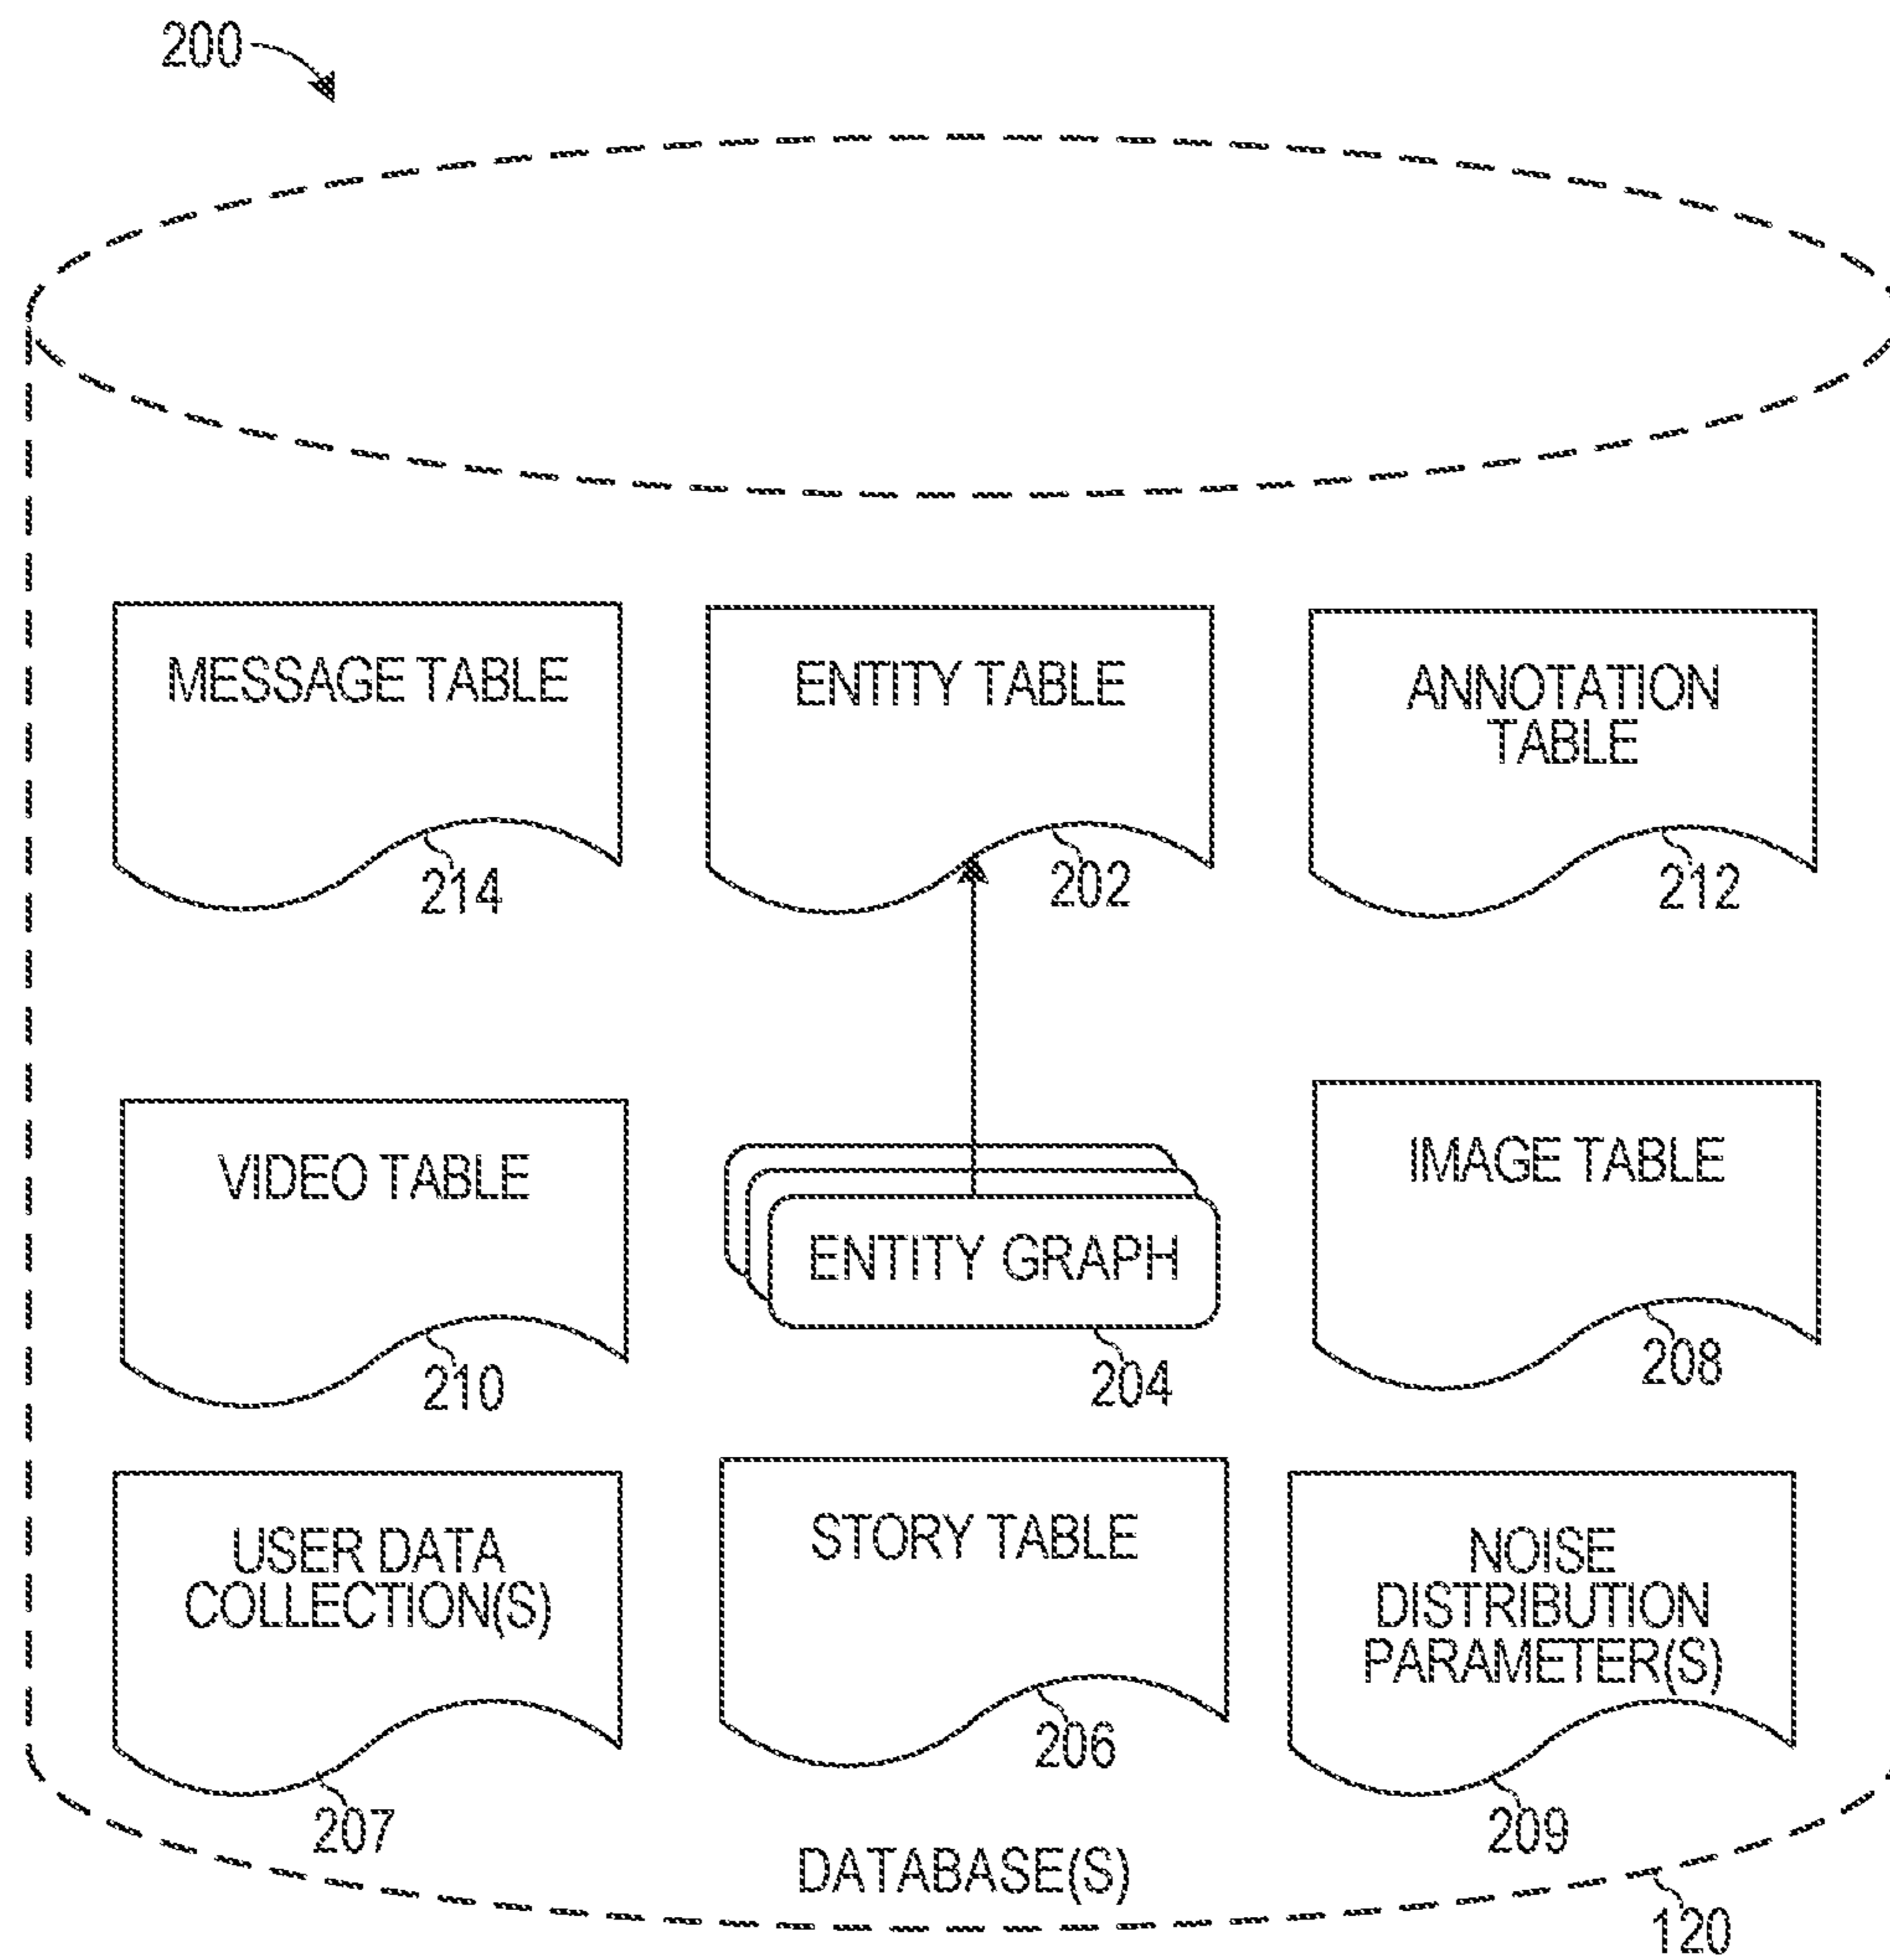 200
MESSAGE TABLE
214
ENTITY TABLE
202
ANNOTATION
TABLE
212
VIDEO TABLE
210
ENTITY GRAPH
204
IMAGE TABLE
208
USER DATA
COLLECTION(S)
207
STORY TABLE
206
NOISE
DISTRIBUTION
PARAMETER(S)
209
DATABASE(S)
120